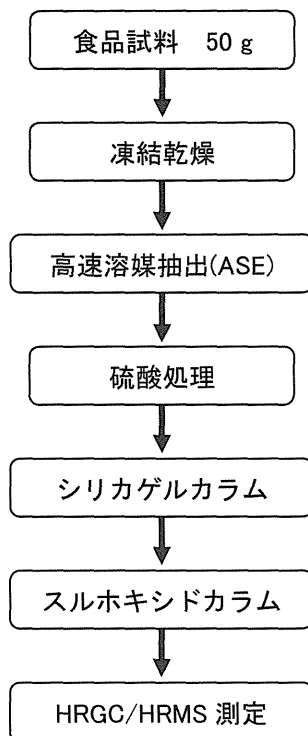 食品試料　50 g
凍結乾燥
高速溶媒抽出(ASE)
硫酸処理
シリカゲルカラム
スルホキシドカラム
HRGC/HRMS 測定